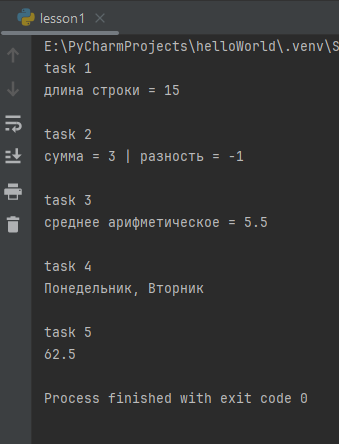 lesson1
E:\PyCharmProjects\helloWorld\.venv\S
task 1
длина строки = 15
task 2
сумма = 3 | разность = -1
task 3
среднее арифметическое = 5.5
task 4
Понедельник, Вторник
task 5
62.5
Process finished with exit code 0